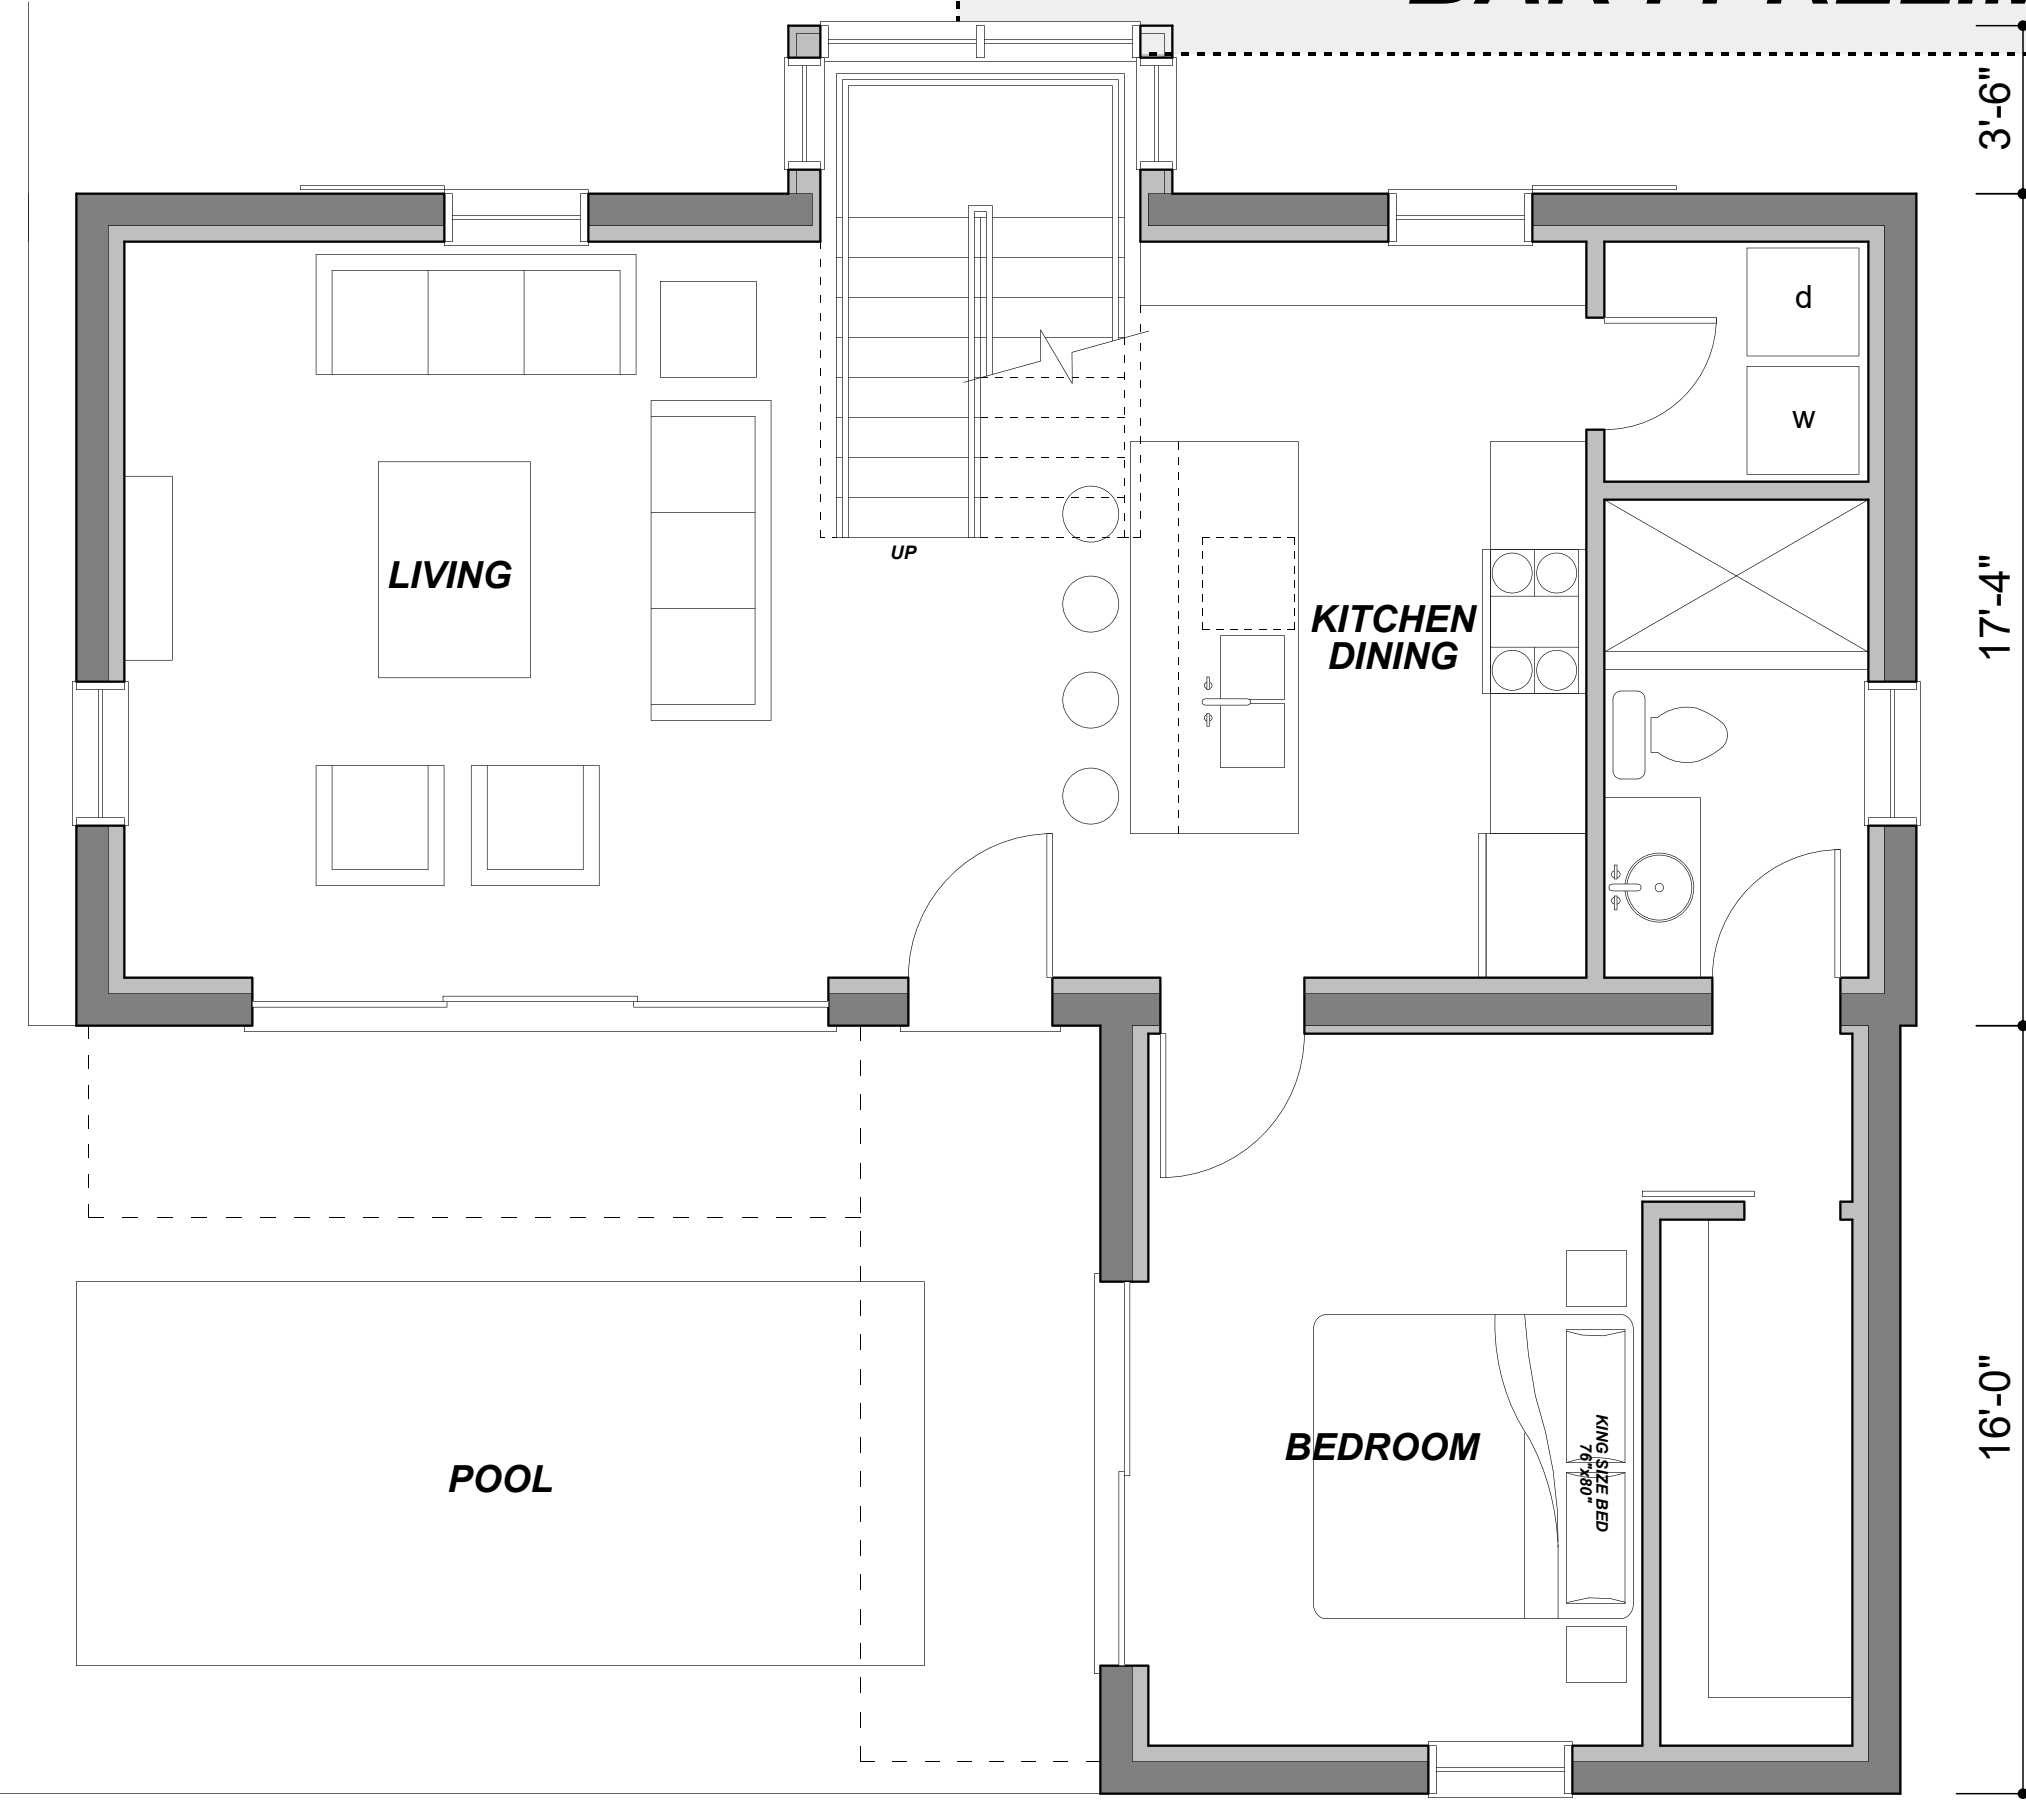 3'-6"
d
w
UP
LIVING
KITCHEN
DINING
17'-4"
BEDROOM
KING SIZE BED
76"x80"
POOL
16'-0"